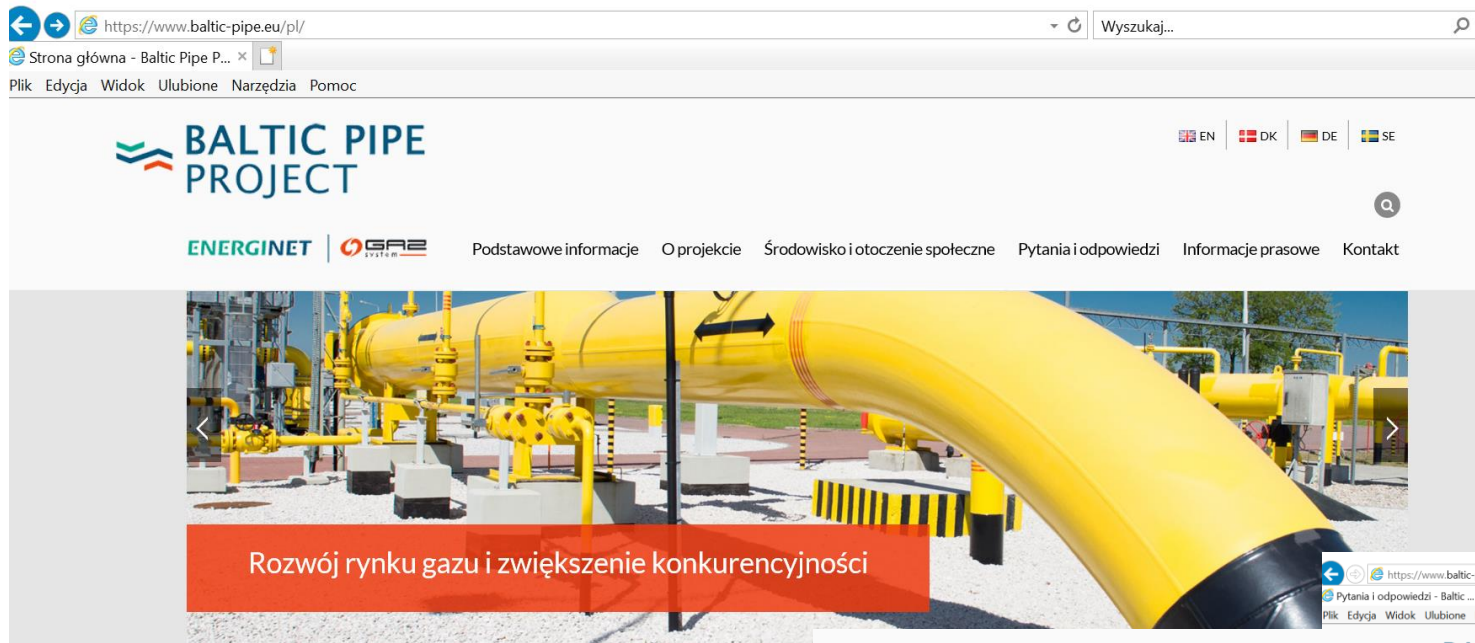 https://www.baltic-pipe.eu/pl/
Wyszukaj...
Strona główna - Baltic Pipe P...
Plik Edycja Widok Ulubione Narzędzia Pomoc
BALTIC PIPE
PROJECT
EN DK DE SE
ENERGINET GAZ
system
Podstawowe informacje O projekcie Środowisko i otoczenie społeczne Pytania i odpowiedzi Informacje prasowe Kontakt
Rozwój rynku gazu i zwiększenie konkurencyjności
https://www.baltic-
Pytania i odpowiedzi - Baltic ...
Plik Edycja Widok Ulubione